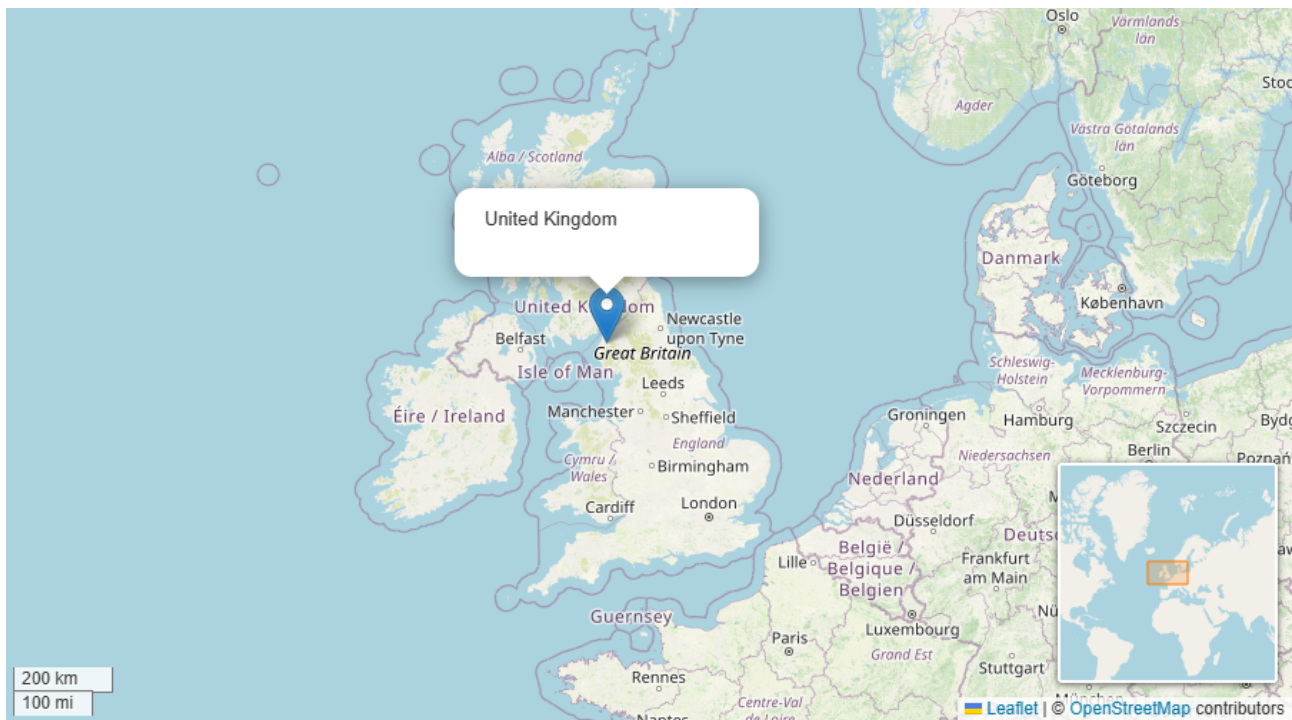 Oslo
Värmlands
län
Stoc
Agder
Västra Götalands
län
Alba / Scotland
Göteborg
United Kingdom
Danmark
København
United Kingdom
Newcastle
upon Tyne
Belfast
Great Britain
Isle of Man
Schleswig-
Holstein
Mecklenburg-
Vorpommern
Leeds
Éire / Ireland
Manchester
Sheffield
Groningen
Hamburg
Szczecin
Bydg
England
Niedersachsen
Berlin
Poznań
Cymru /
Wales
Birmingham
Nederland
Cardiff
London
Düsseldorf
Deutsc
België /
Belgique /
Belgien
Lille
Frankfurt
am Main
Guernsey
Luxembourg
Paris
Grand Est
Stuttgart
Rennes
200 km
100 mi
Centre-Val
de Loire
Nantes
München
Leaflet | © OpenStreetMap contributors